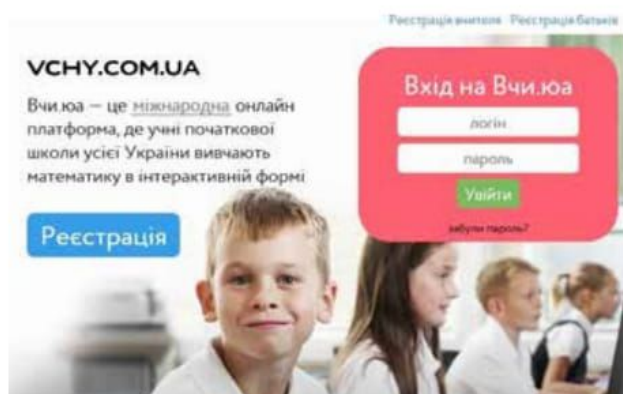 Реєстрація вчителя Реєстрація батьків
VCHY.COM.UA
Вчи.юа — це міжнародна онлайн
платформа, де учні початкової
школи усієї України вивчають
математику в інтерактивній формі
Реєстрація
Вхід на Вчи.юа
логін
пароль
Увійти
забули пароль?